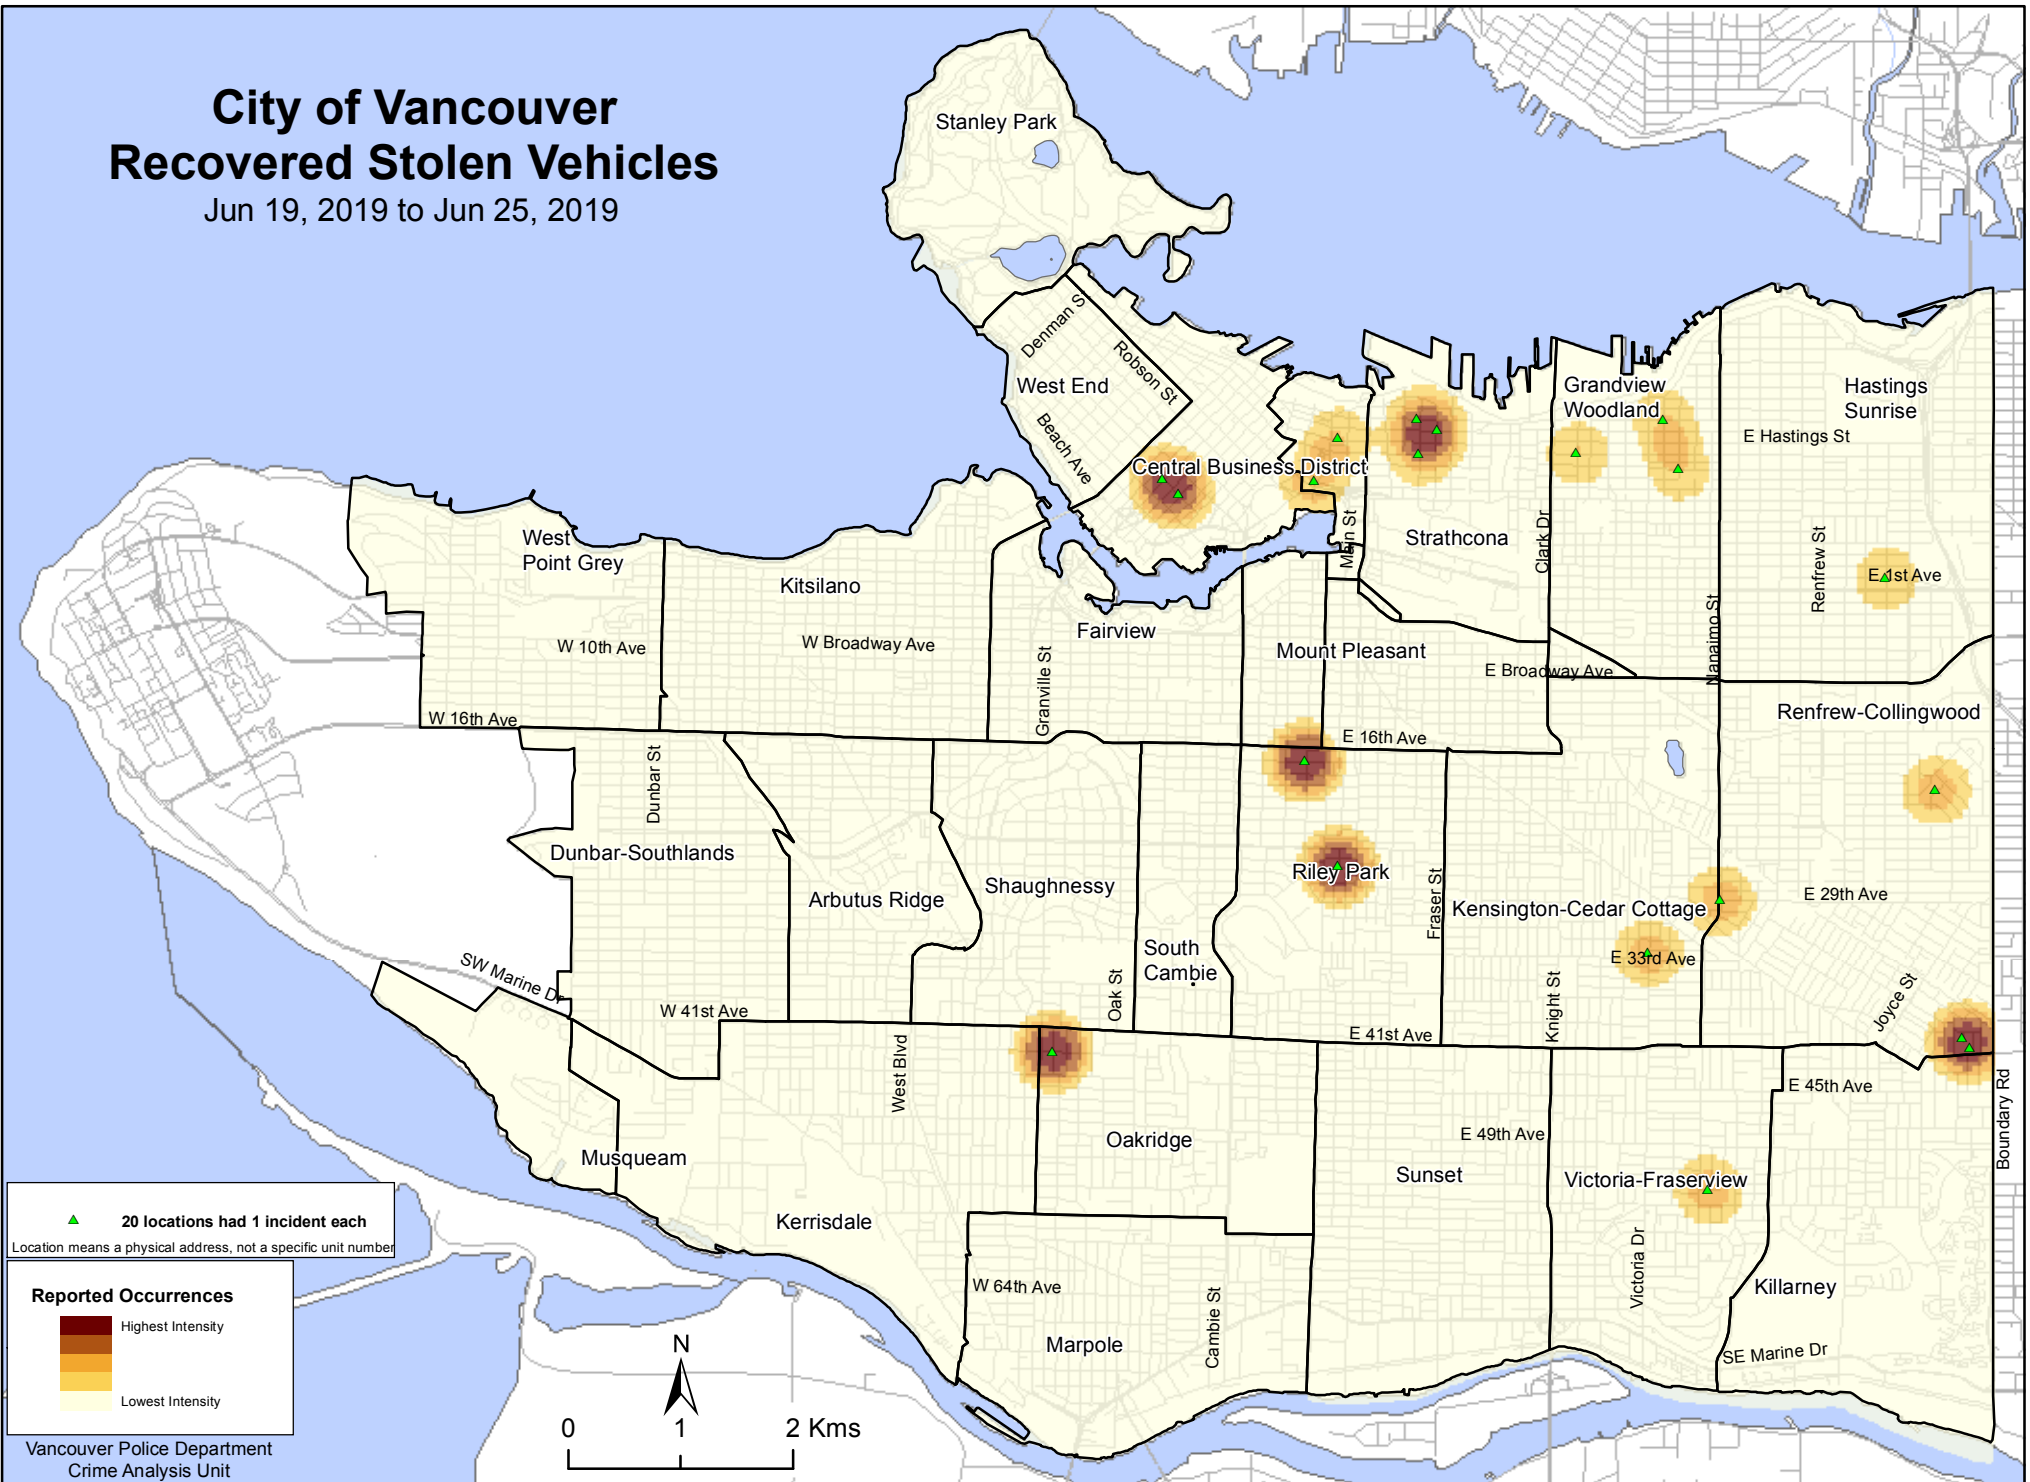 City of Vancouver
Recovered Stolen Vehicles
Jun 19, 2019 to Jun 25, 2019
Stanley Park
Denman S
Robson St
West End
Beach Ave
Central Business District
Main St
Strathcona
Clark Dr
Grandview
Woodland
Hastings
Sunrise
E Hastings St
Renfrew St
E 1st Ave
Nanaimo St
West
Point Grey
Kitsilano
W 10th Ave
W Broadway Ave
Fairview
Granville St
Mount Pleasant
E Broadway Ave
W 16th Ave
E 16th Ave
Renfrew-Collingwood
Dunbar St
Dunbar-Southlands
Arbutus Ridge
Shaughnessy
Riley Park
Fraser St
Kensington-Cedar Cottage
E 29th Ave
South
Cambie
E 33rd Ave
SW Marine Dr
W 41st Ave
Oak St
E 41st Ave
Knight St
Joyce St
West Blvd
E 45th Ave
Boundary Rd
Oakridge
E 49th Ave
Musqueam
Sunset
Victoria-Fraserview
Kerrisdale
Victoria Dr
W 64th Ave
Cambie St
Killarney
Marpole
SE Marine Dr
20 locations had 1 incident each
Location means a physical address, not a specific unit number
Reported Occurrences
Highest Intensity
Lowest Intensity
N
0 1 2 Kms
Vancouver Police Department
Crime Analysis Unit